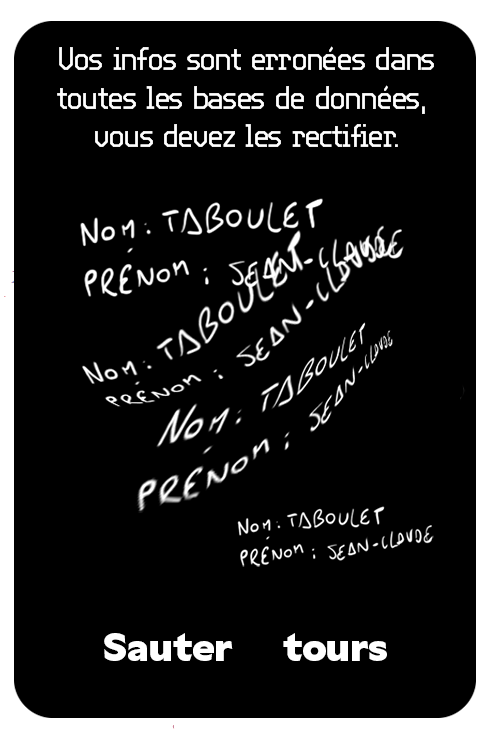 Vos infos sont erronées dans
toutes les bases de données,
vous devez les rectifier.
NOM : TABOULET
PRÉNOM : JEAN-CLAUDE
NOM : TABOULET
PRÉNOM : JEAN-CLAUDE
NOM : TABOULET
PRÉNOM : JEAN-CLAUDE
NOM : TABOULET
PRÉNOM : JEAN-CLAUDE
Sauter tours